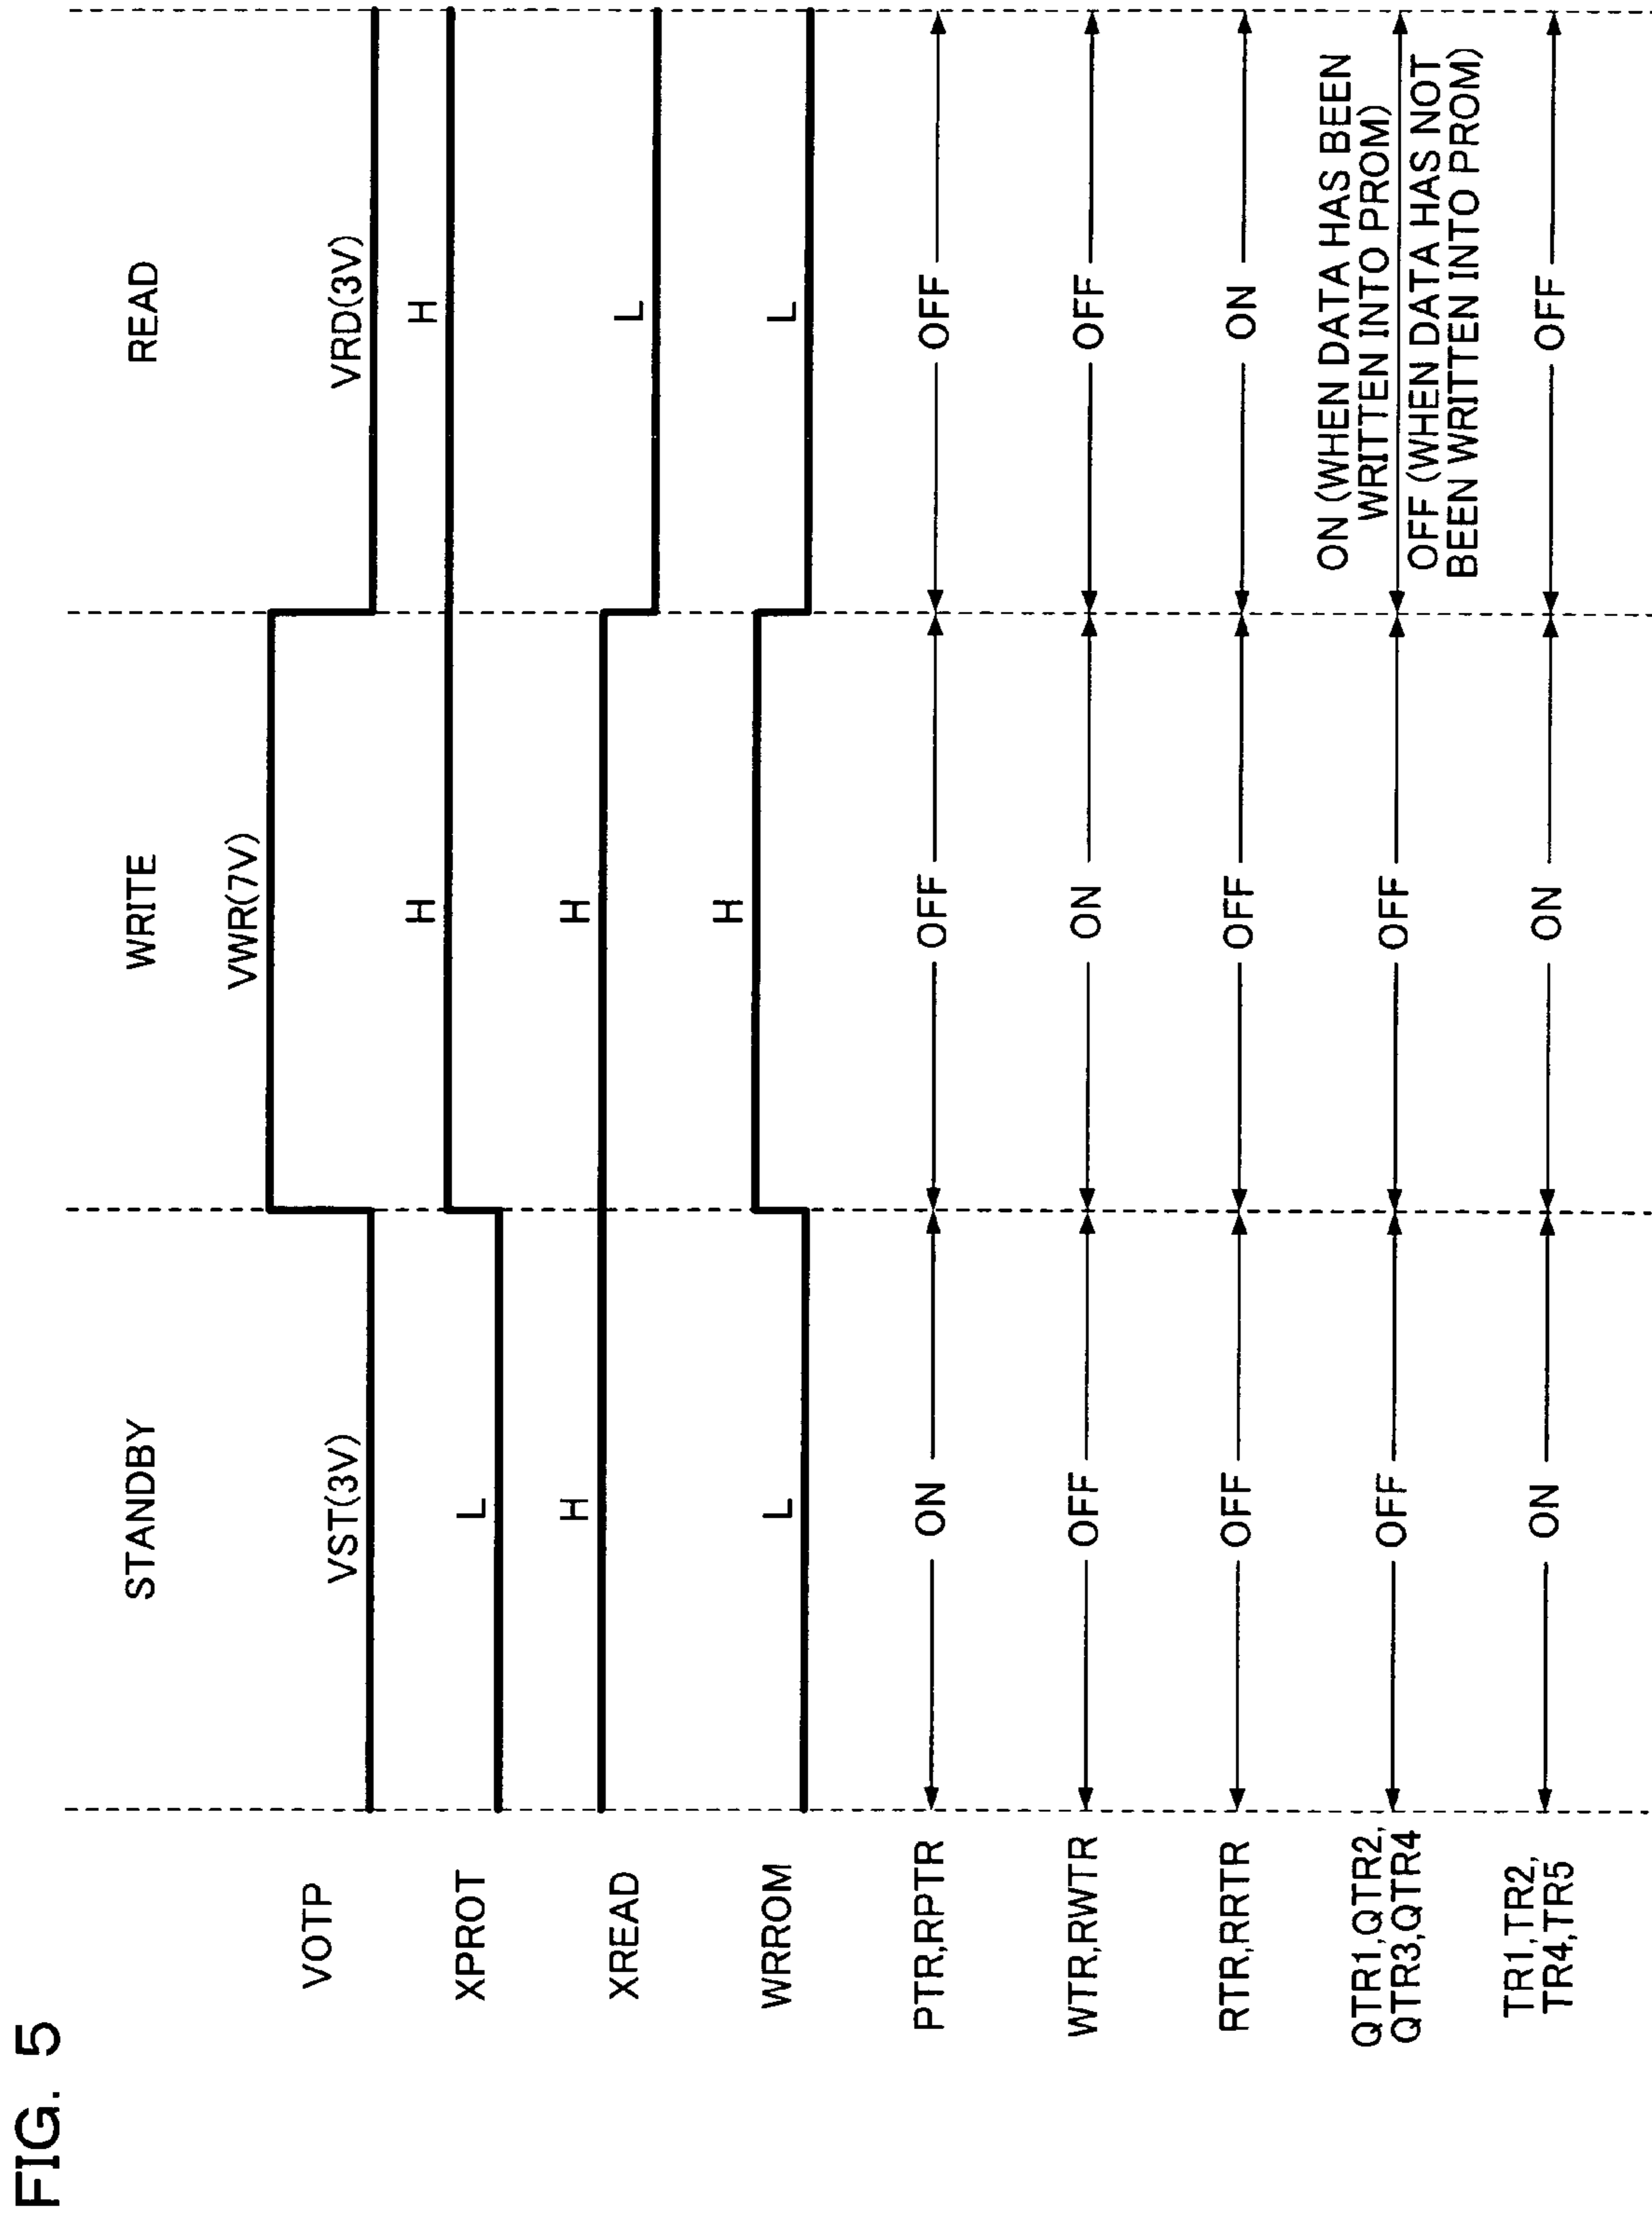 FIG. 5
STANDBY
WRITE
READ
VOTP
VST(3V)
VWR(7V)
VRD(3V)
XPROT
L
H
H
XREAD
H
H
L
WRROM
L
H
L
PTR,RPTR
ON
OFF
OFF
WTR,RWTR
OFF
ON
OFF
RTR,RRTR
OFF
OFF
ON
QTR1,QTR2,
QTR3,QTR4
OFF
OFF
ON (WHEN DATA HAS BEEN
WRITTEN INTO PROM)
OFF (WHEN DATA HAS NOT
BEEN WRITTEN INTO PROM)
TR1,TR2,
TR4,TR5
ON
ON
OFF